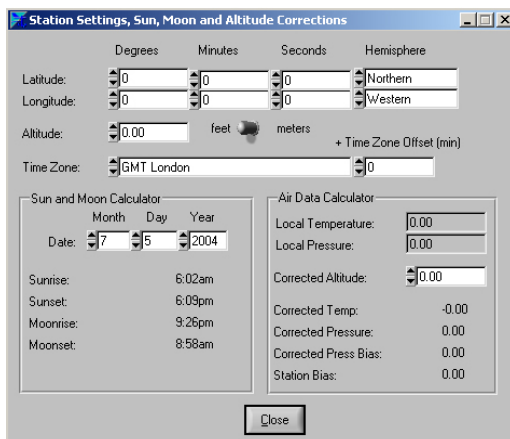 Station Settings, Sun, Moon and Altitude Corrections
Degrees Minutes Seconds Hemisphere
Latitude: 0 0 0 Northern
Longitude: 0 0 0 Western
Altitude: 0.00 feet meters
+ Time Zone Offset (min)
Time Zone: GMT London 0
Sun and Moon Calculator
Month Day Year
Date: 7 5 2004
Sunrise: 6:02am
Sunset: 6:09pm
Moonrise: 9:26pm
Moonset: 8:58am
Air Data Calculator
Local Temperature: 0.00
Local Pressure: 0.00
Corrected Altitude: 0.00
Corrected Temp: -0.00
Corrected Pressure: 0.00
Corrected Press Bias: 0.00
Station Bias: 0.00
Close